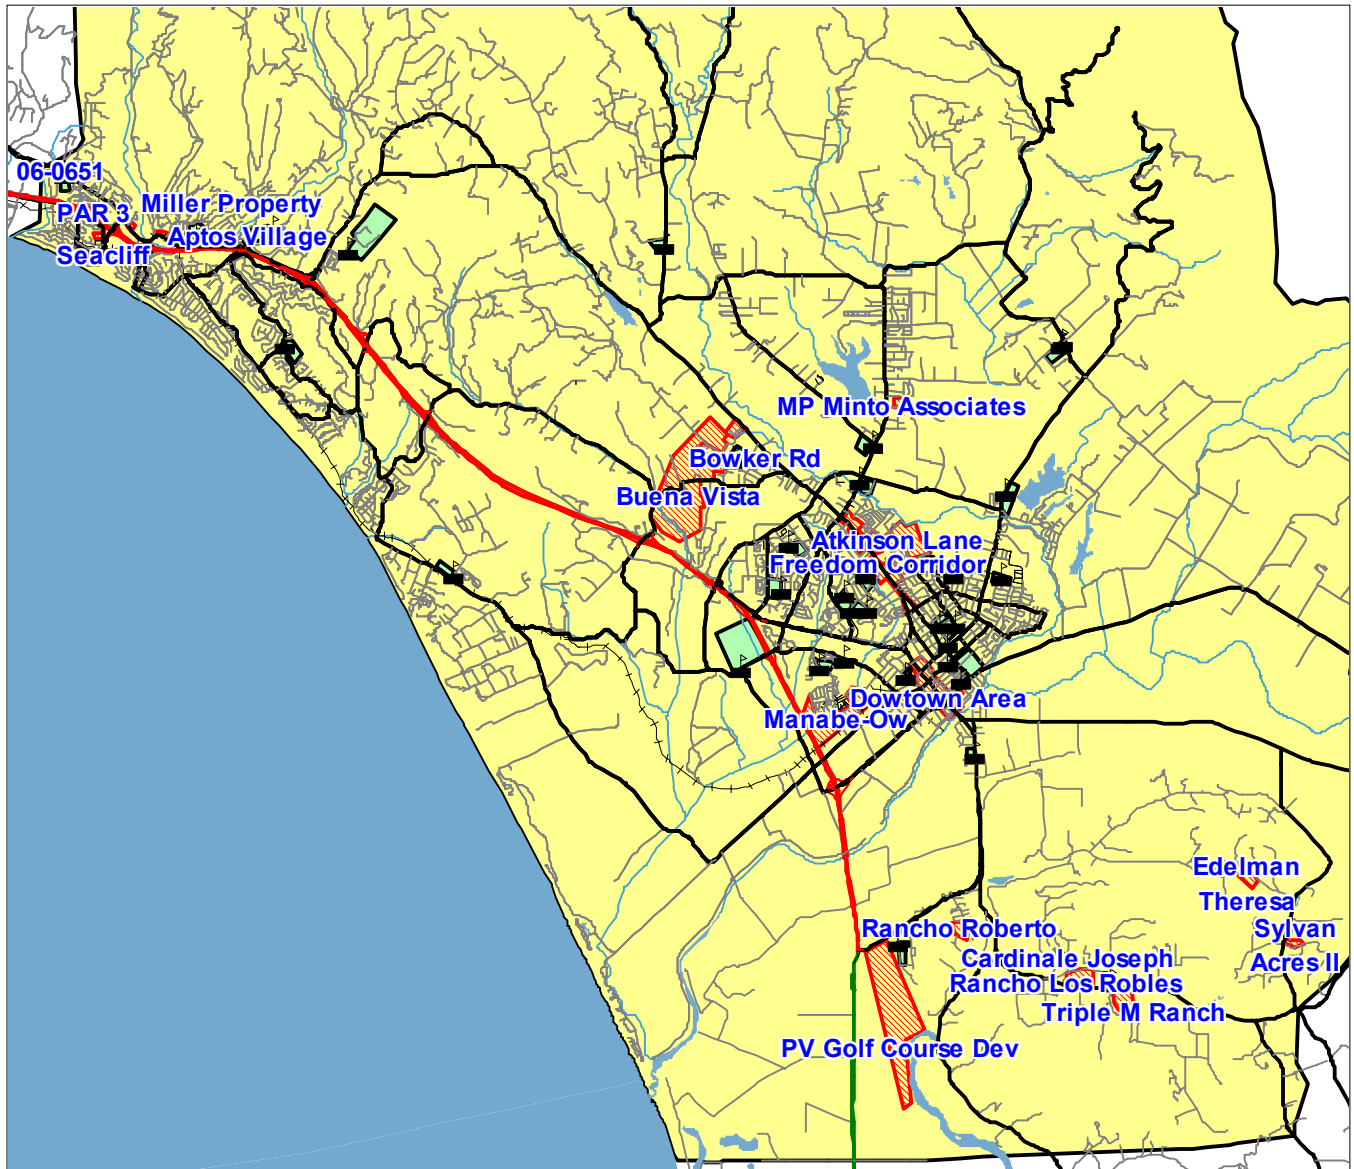 06-0651
PAR 3
Miller Property
Aptos Village
Seacliff
MP Minto Associates
Bowker Rd
Buena Vista
Atkinson Lane
Freedom Corridor
Dowtown Area
Manabe-Ow
Edelman
Theresa
Sylvan
Acres II
Rancho Roberto
Cardinale Joseph
Rancho Los Robles
Triple M Ranch
PV Golf Course Dev